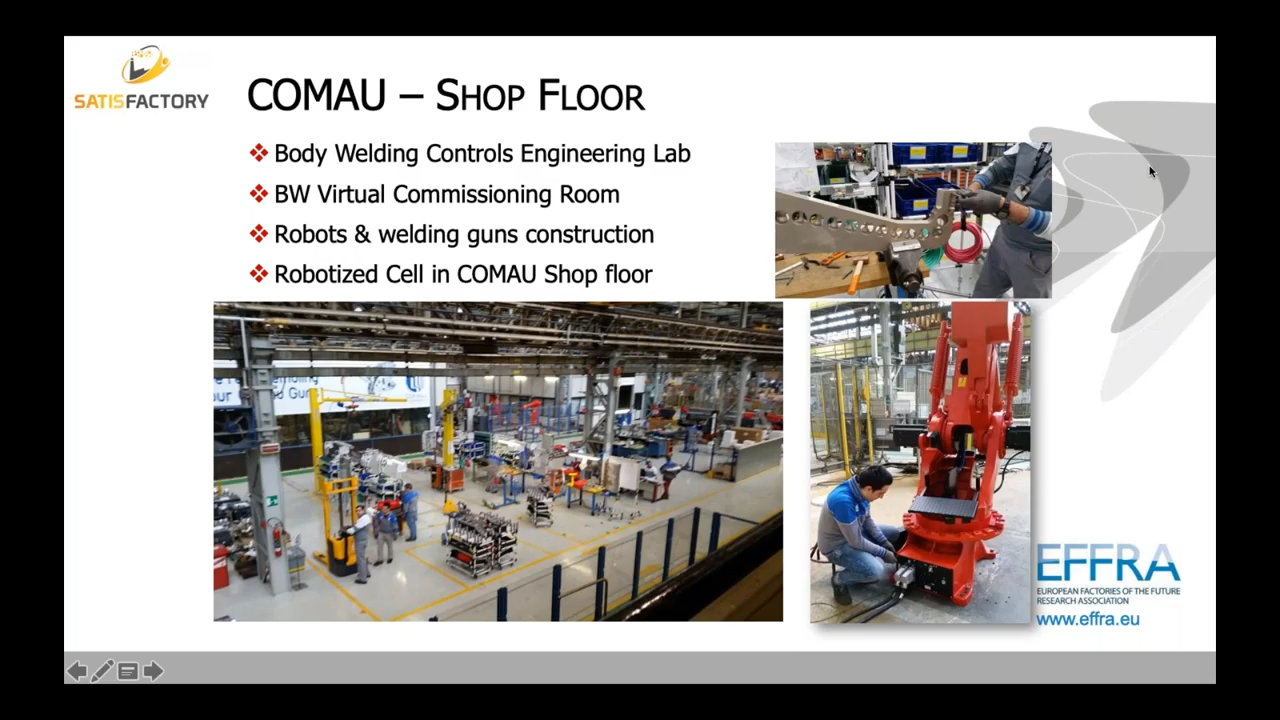 SATISFACTORY
COMAU – SHOP FLOOR
❖ Body Welding Controls Engineering Lab
❖ BW Virtual Commissioning Room
❖ Robots & welding guns construction
❖ Robotized Cell in COMAU Shop floor
EFFRA
EUROPEAN FACTORIES OF THE FUTURE
RESEARCH ASSOCIATION
www.effra.eu